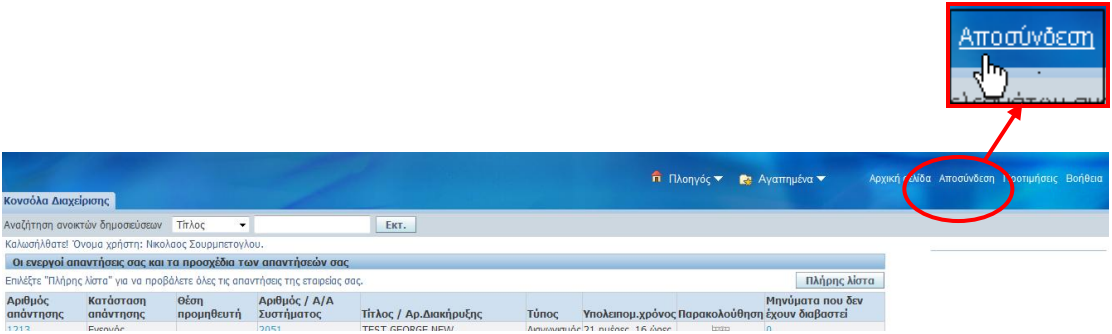 Αποσύνδεση
Πλοηγός Αγαπημένα Αρχική σελίδα Αποσύνδεση Προτιμήσεις Βοήθεια
Κονσόλα Διαχείρισης
Αναζήτηση ανοικτών δημοσεύσεων Τίτλος Εκτ.
Καλωσήλθατε! Όνομα χρήστη: Νικολαος Σουρμπετογλου.
Οι ενεργοί απαντήσεις σας και τα προσχέδια των απαντήσεών σας
Επιλέξτε "Πλήρης λίστα" για να προβάλετε όλες τις απαντήσεις της εταιρείας σας. Πλήρης λίστα
Αριθμός απάντησης Κατάσταση απάντησης Θέση προμηθευτή Αριθμός / Α/Α Συστήματος Τίτλος / Αρ.Διακήρυξης Τύπος Υπολειπομ.χρόνος Παρακολούθηση Μηνύματα που δεν έχουν διαβαστεί
1213 Ενεργός 2051 TEST GEORGE NEW Διαγωνισμός 21 ημέρες, 16 ώρες 0